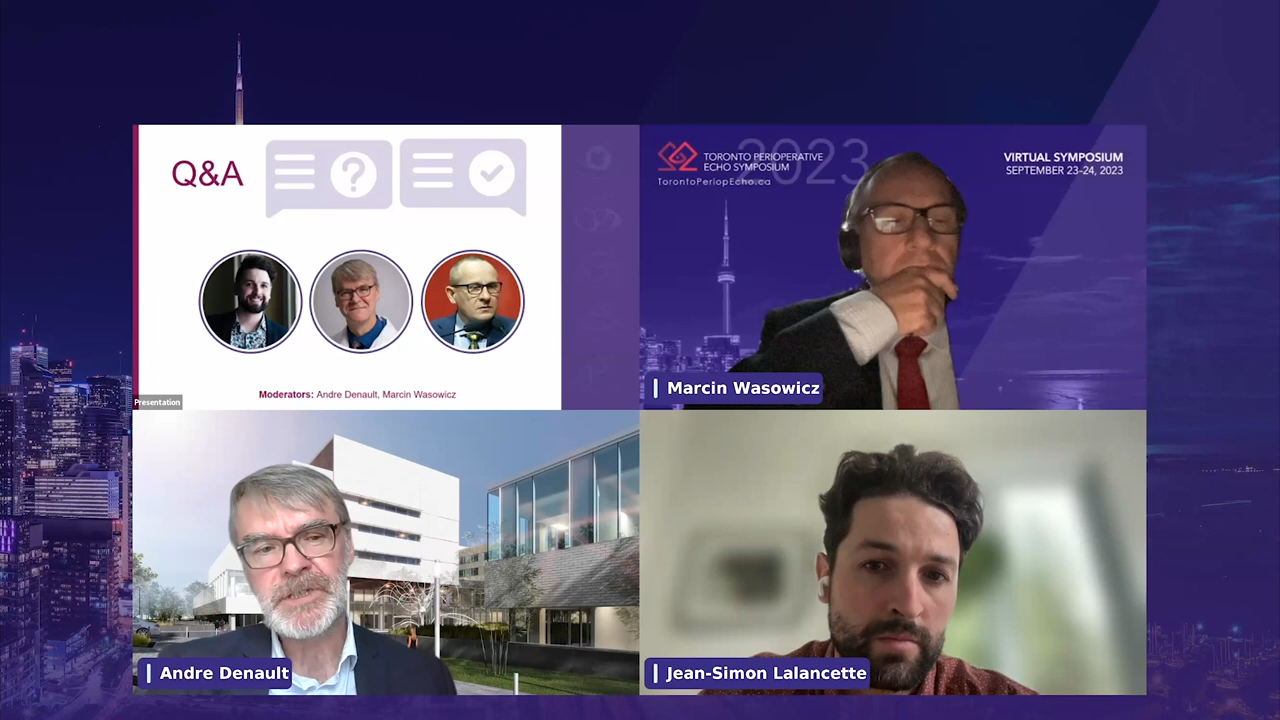 Q&A
Moderators: Andre Denault, Marcin Wasowicz
Presentation
2023
TORONTO PERIOPERATIVE
ECHO SYMPOSIUM
TorontoPeriopEcho.ca
VIRTUAL SYMPOSIUM
SEPTEMBER 23-24, 2023
Marcin Wasowicz
Andre Denault
Jean-Simon Lalancette